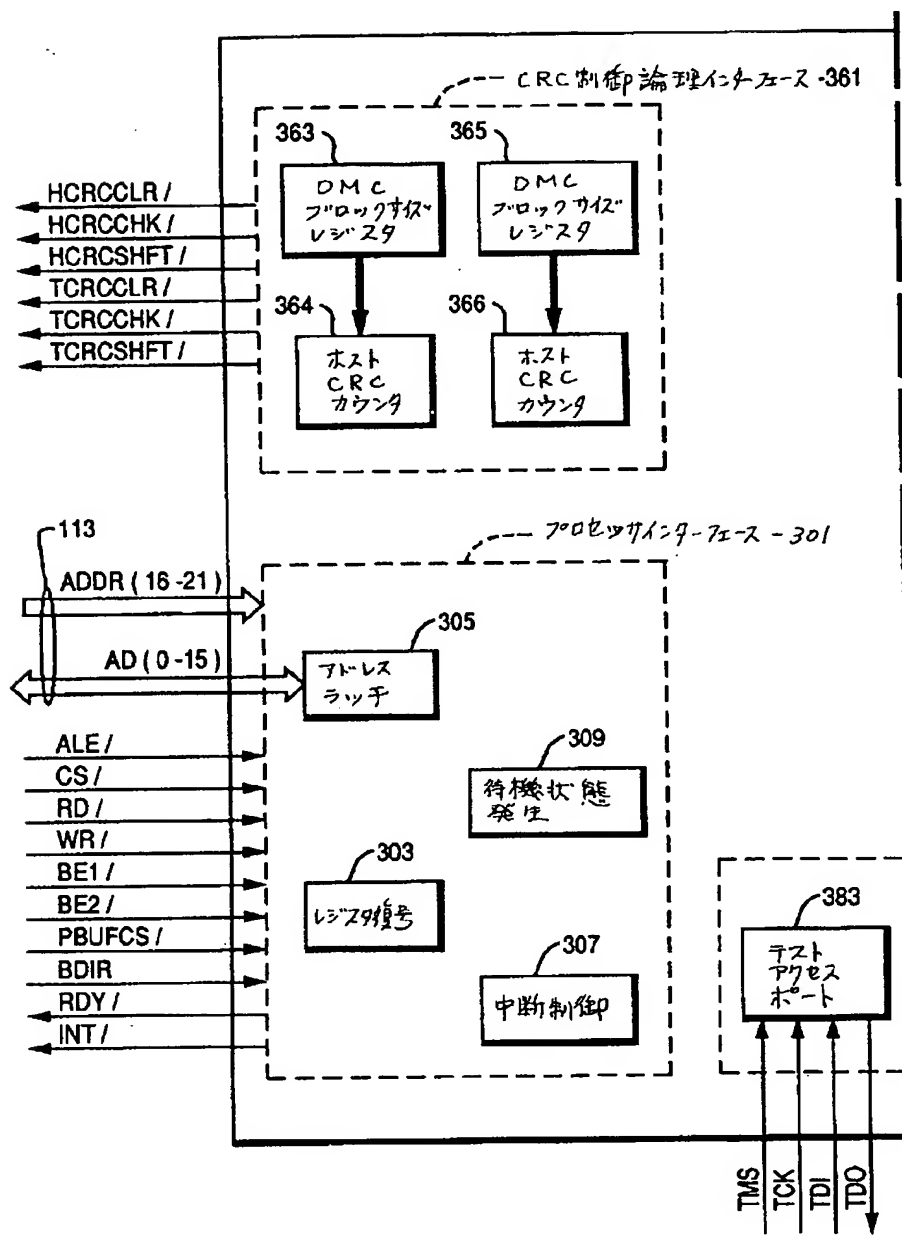 CRC制御論理インターフェース-361
363
365
DMC
ブロックサイズ
レジスタ
DMC
ブロックサイズ
レジスタ
HCRCCLR /
HCRCCHK /
HCRCSHFT /
TCRCCLR /
TCRCCHK /
TCRCSHFT /
364
366
ホスト
CRC
カウンタ
ホスト
CRC
カウンタ
プロセッサインターフェース-301
113
ADDR ( 16 -21)
AD ( 0 -15)
305
アドレス
ラッチ
ALE /
CS /
RD /
WR /
BE1 /
BE2 /
PBUFCS /
BDIR
RDY /
INT /
309
待機状態
発生
303
レジスタ復号
307
中断制御
383
テスト
アクセス
ポート
TMS
TCK
TDI
TDO